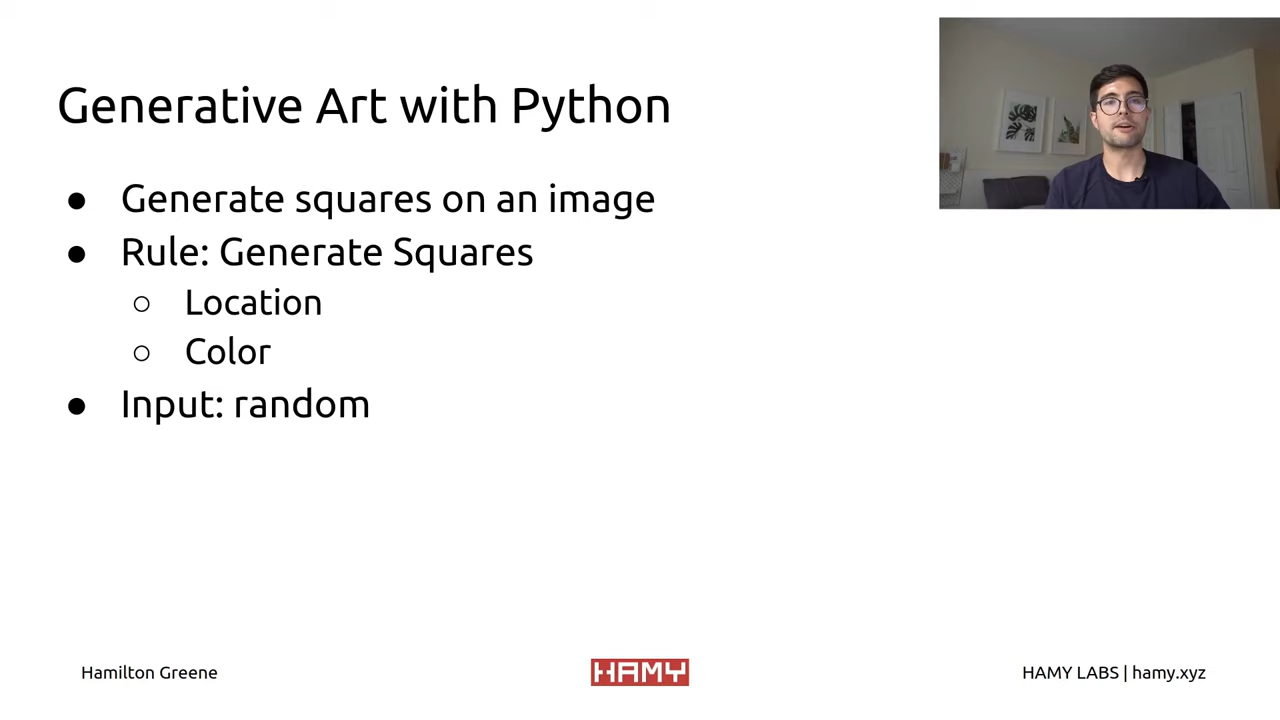 Generative Art with Python
● Generate squares on an image
● Rule: Generate Squares
○ Location
○ Color
● Input: random
Hamilton Greene
HAMY
HAMY LABS | hamy.xyz